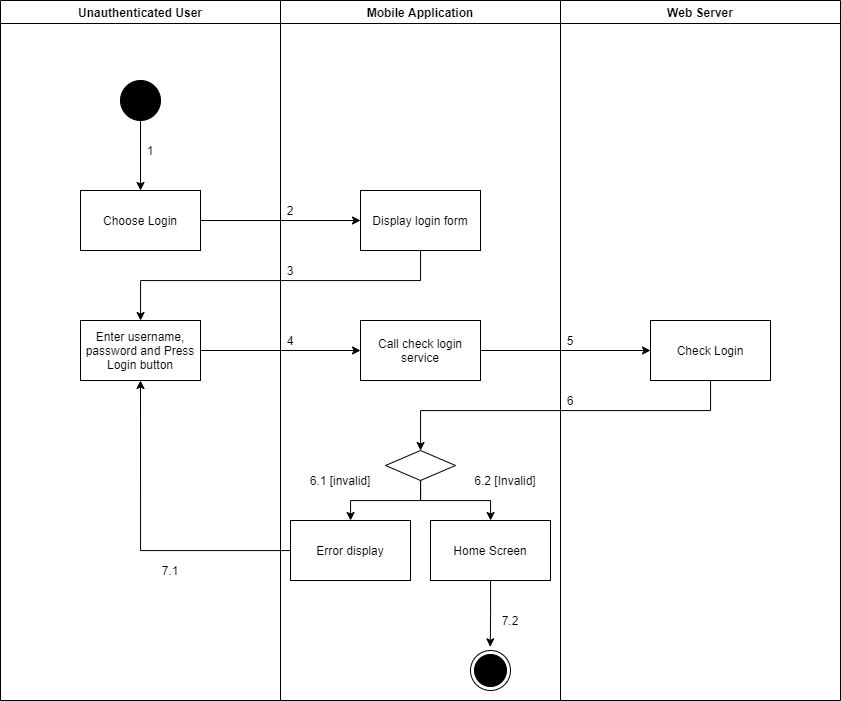 Unauthenticated User
Mobile Application
Web Server
1
Choose Login
2
Display login form
3
Enter username,
password and Press
Login button
4
Call check login
service
5
Check Login
6
6.1 [invalid]
6.2 [Invalid]
Error display
Home Screen
7.1
7.2